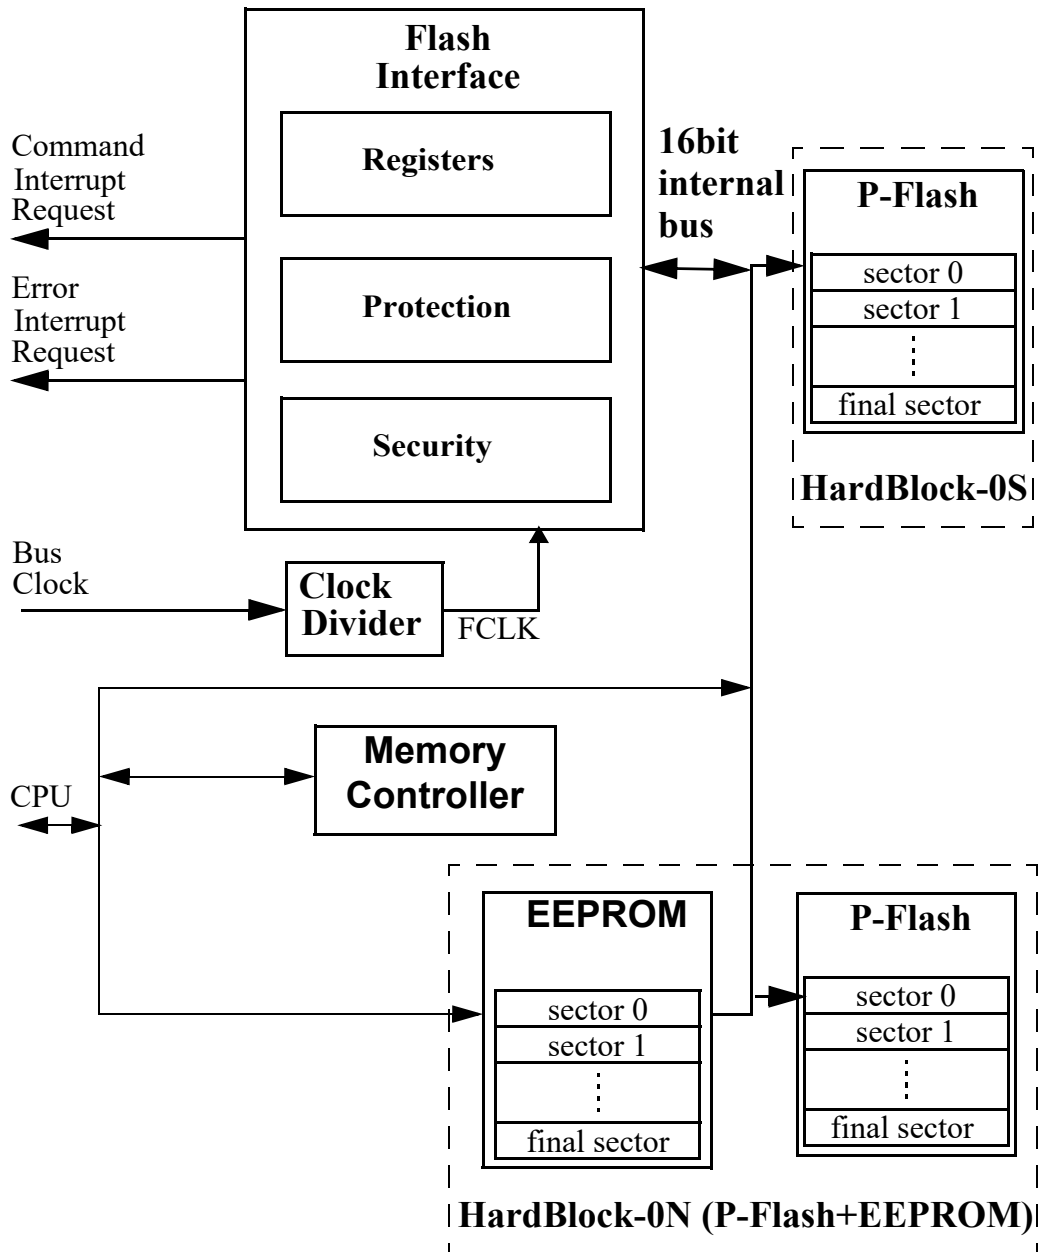 Flash
Interface
Registers
Protection
Security
Command
Interrupt
Request
Error
Interrupt
Request
16bit
internal
bus
P-Flash
sector 0
sector 1
final sector
HardBlock-0S
Bus
Clock
Clock
Divider
FCLK
Memory
Controller
CPU
EEPROM
sector 0
sector 1
final sector
P-Flash
sector 0
sector 1
final sector
HardBlock-0N (P-Flash+EEPROM)